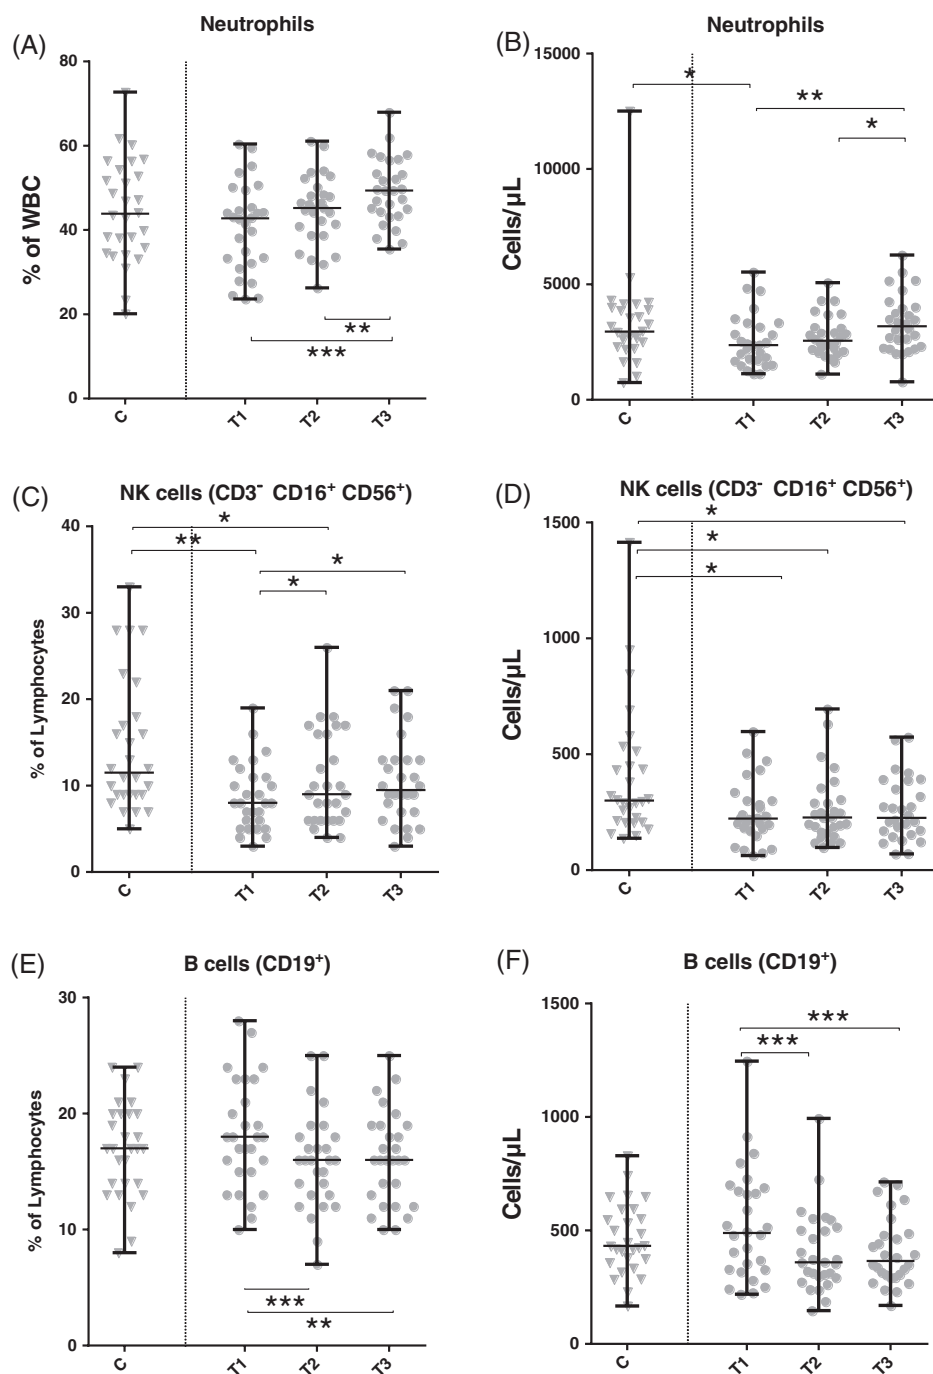 (A)
Neutrophils
% of WBC
80
60
40
20
0
**
***
C
T1
T2
T3
(B)
Neutrophils
Cells/µL
15000
10000
5000
0
*
**
*
C
T1
T2
T3
(C)
NK cells (CD3⁻ CD16⁺ CD56⁺)
% of Lymphocytes
40
30
20
10
0
*
**
*
*
C
T1
T2
T3
(D)
NK cells (CD3⁻ CD16⁺ CD56⁺)
Cells/µL
1500
1000
500
0
*
*
*
C
T1
T2
T3
(E)
B cells (CD19⁺)
% of Lymphocytes
30
20
10
0
***
**
C
T1
T2
T3
(F)
B cells (CD19⁺)
Cells/µL
1500
1000
500
0
***
***
C
T1
T2
T3